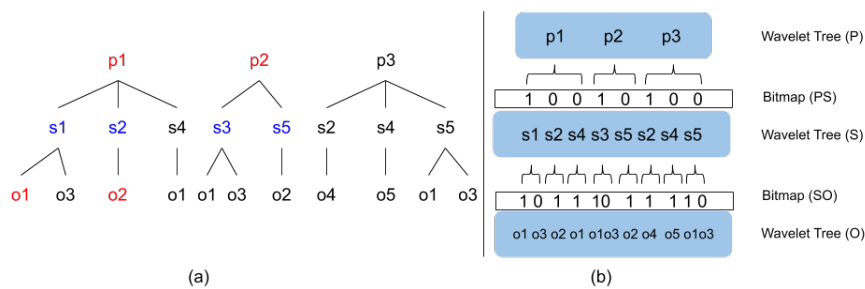 p1 p2 p3
s1 s2 s4 s3 s5 s2 s4 s5
o1 o3 o2 o1 o1 o3 o2 o4 o5 o1 o3
(a)
p1 p2 p3 Wavelet Tree (P)
1 0 0 1 0 1 0 0 Bitmap (PS)
s1 s2 s4 s3 s5 s2 s4 s5 Wavelet Tree (S)
1 0 1 1 10 1 1 1 1 0 Bitmap (SO)
o1 o3 o2 o1 o1o3 o2 o4 o5 o1o3 Wavelet Tree (O)
(b)